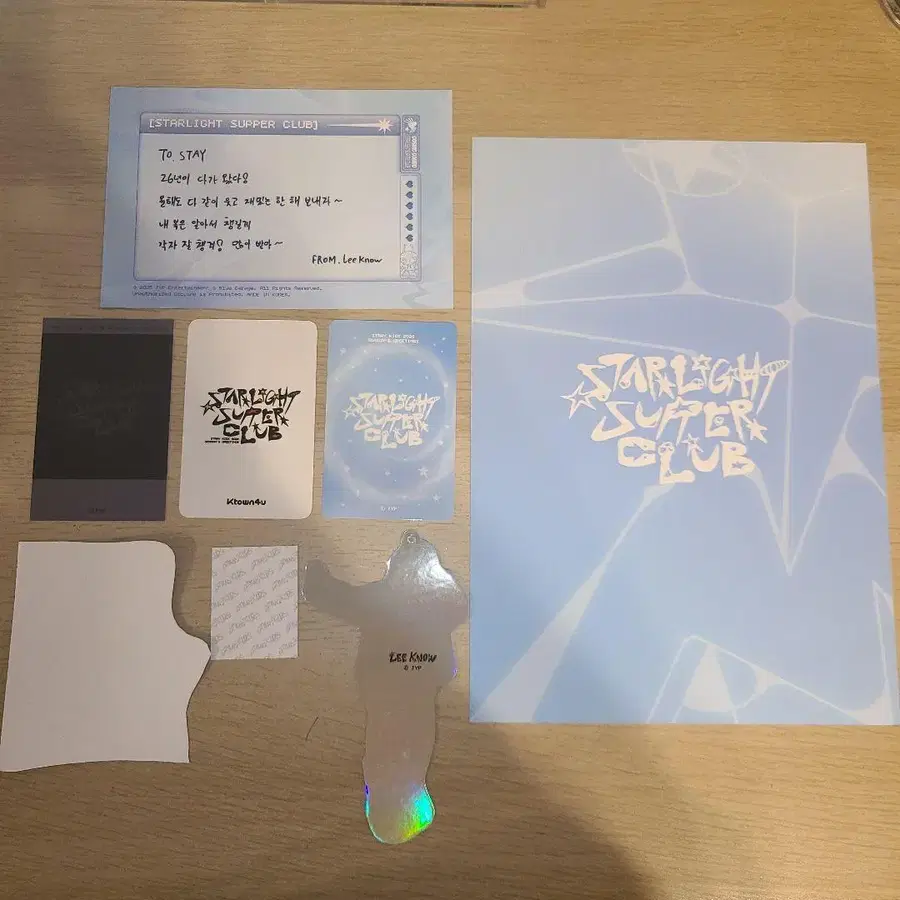 [STARLIGHT SUPPER CLUB]
TO. STAY
26년이 다가 왔다!
올해도 다 같이 웃고 재밌는 한 해 보내자~
내 복은 알아서 챙길게
각자 잘 챙겨! 많이 받아~
FROM. Lee Know
STARLIGHT
SUPPER
CLUB
Ktown4u
STARLIGHT
SUPPER
CLUB
© JYP
STARLIGHT
SUPPER
CLUB
LEE KNOW
© JYP